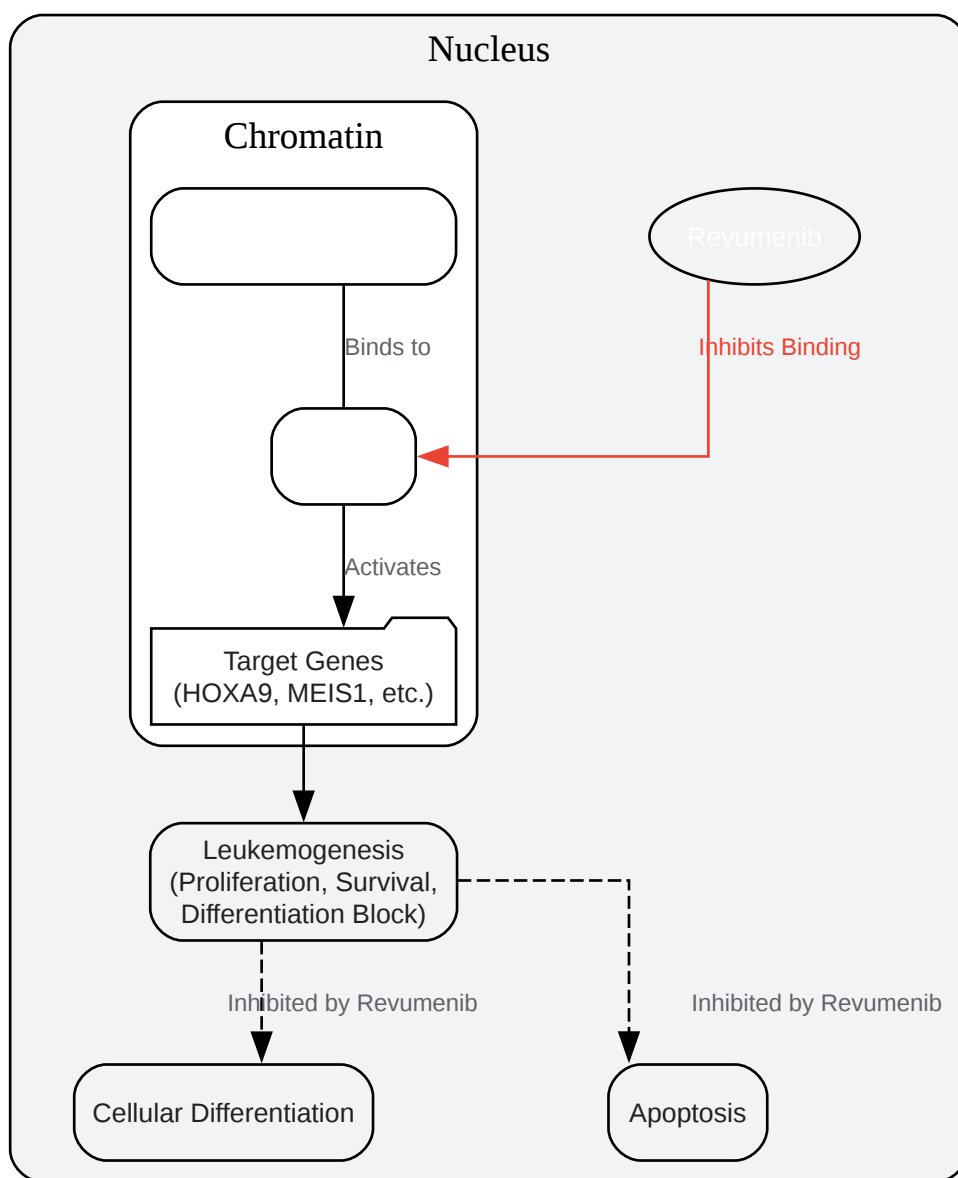 Nucleus
Chromatin
Revumenib
Binds to
Inhibits Binding
Activates
Target Genes
(HOXA9, MEIS1, etc.)
Leukemogenesis
(Proliferation, Survival,
Differentiation Block)
Inhibited by Revumenib
Inhibited by Revumenib
Cellular Differentiation
Apoptosis